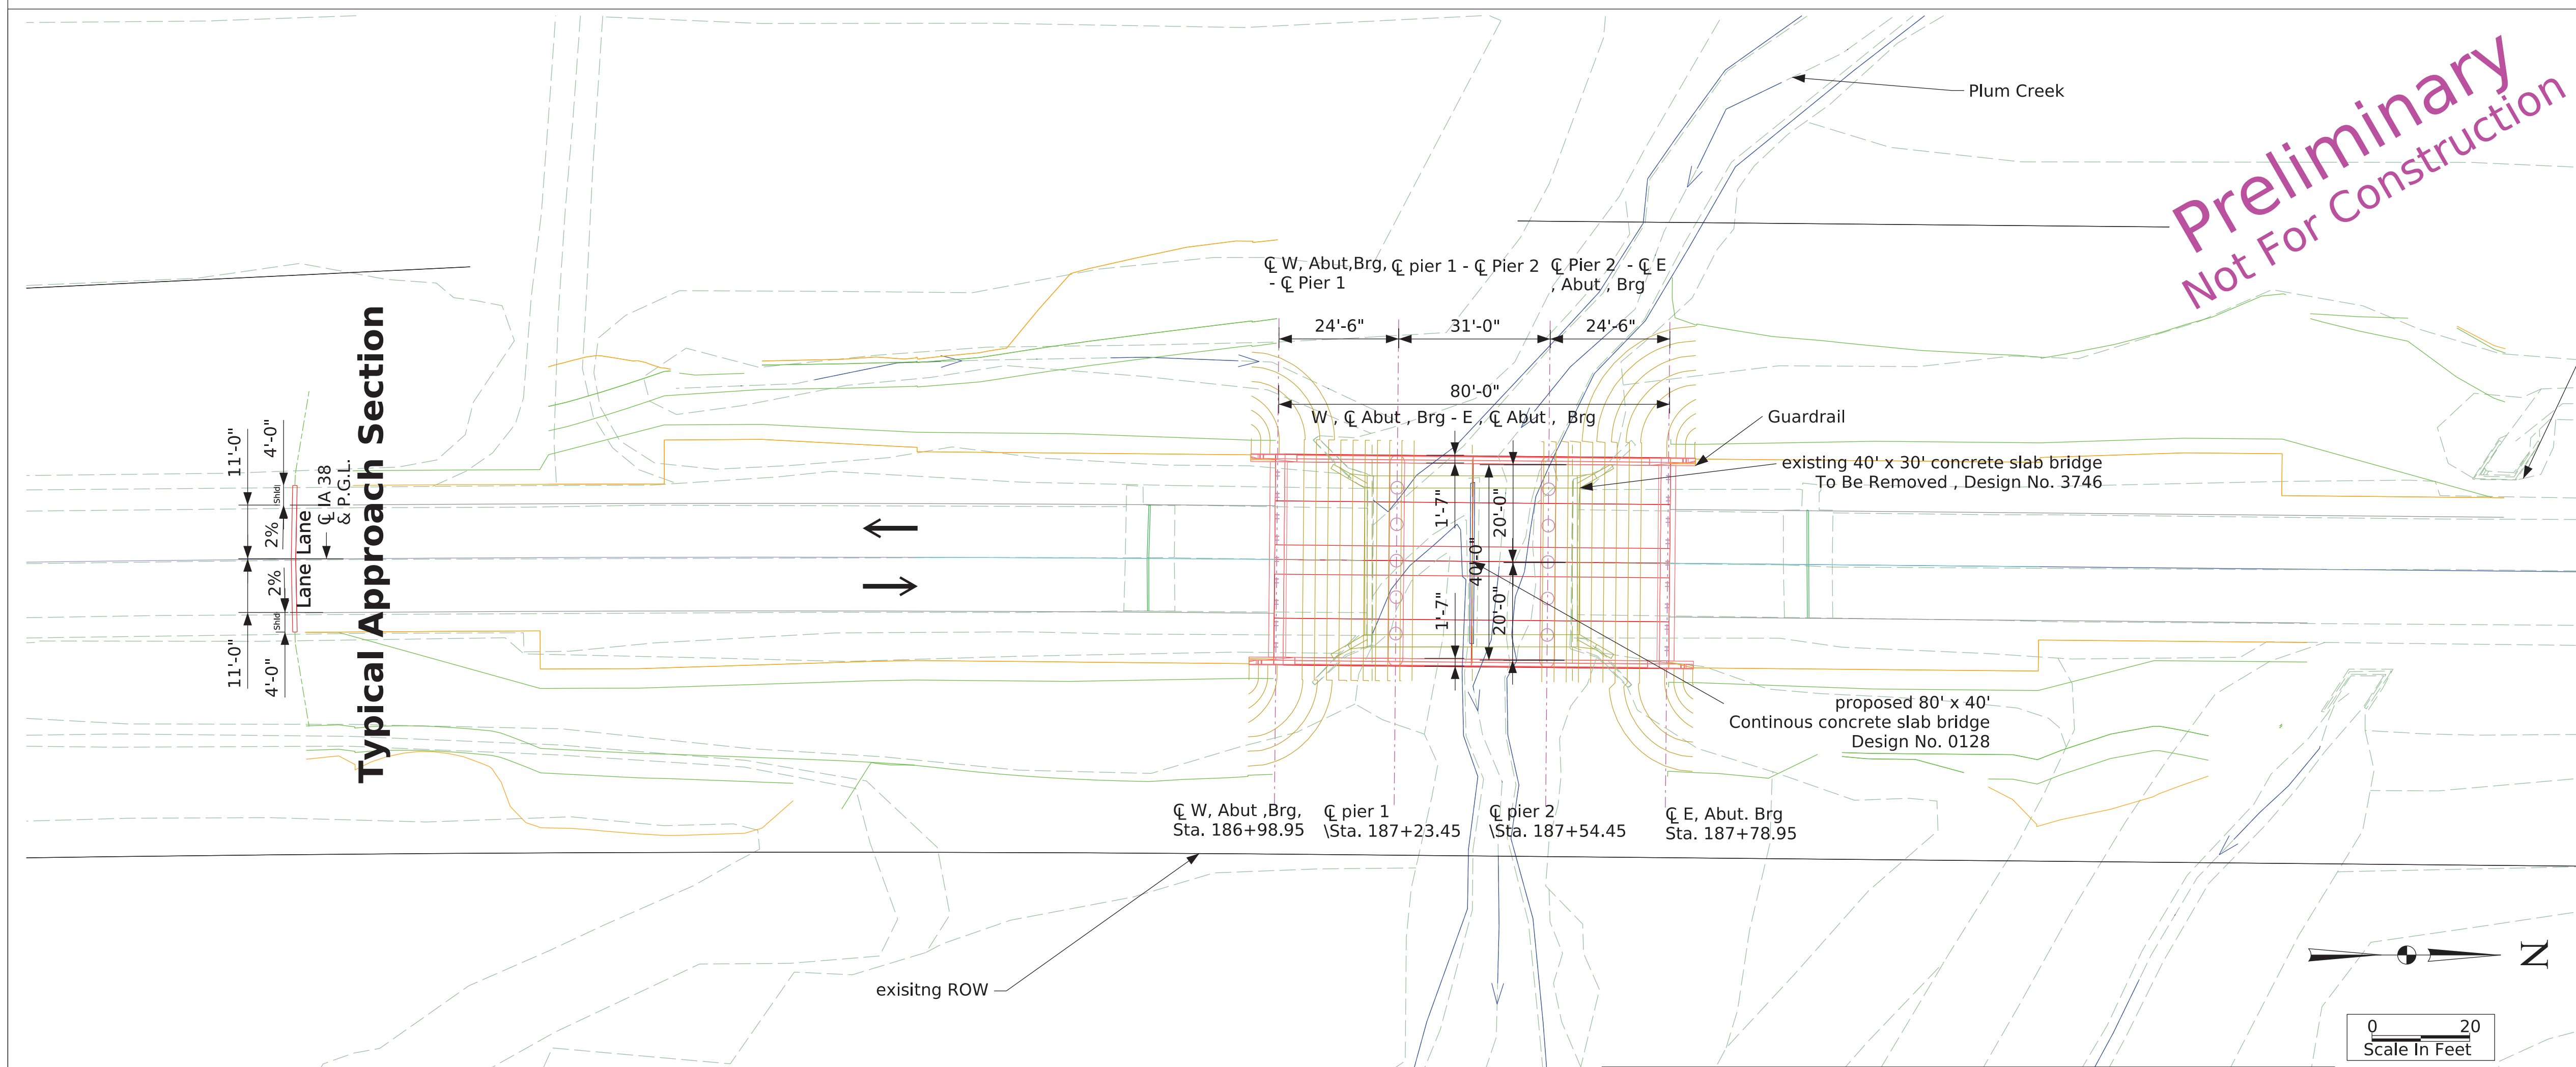 Plum Creek
Preliminary
Not For Construction
℄ W, Abut,Brg,
- ℄ Pier 1
℄ pier 1 - ℄ Pier 2
℄ Pier 2 - ℄ E
, Abut , Brg
24'-6"
31'-0"
24'-6"
80'-0"
W , ℄ Abut , Brg - E , ℄ Abut , Brg
Guardrail
existing 40' x 30' concrete slab bridge
To Be Removed , Design No. 3746
11'-0"
4'-0"
Shld
2%
Lane
℄ IA 38
& P.G.L.
Typical Approach Section
2%
Lane
Shld
11'-0"
4'-0"
1'-7"
20'-0"
40'-0"
1'-7"
20'-0"
proposed 80' x 40'
Continous concrete slab bridge
Design No. 0128
℄ W, Abut ,Brg,
Sta. 186+98.95
℄ pier 1
\Sta. 187+23.45
℄ pier 2
\Sta. 187+54.45
℄ E, Abut. Brg
Sta. 187+78.95
exisitng ROW
N
0 20
Scale In Feet